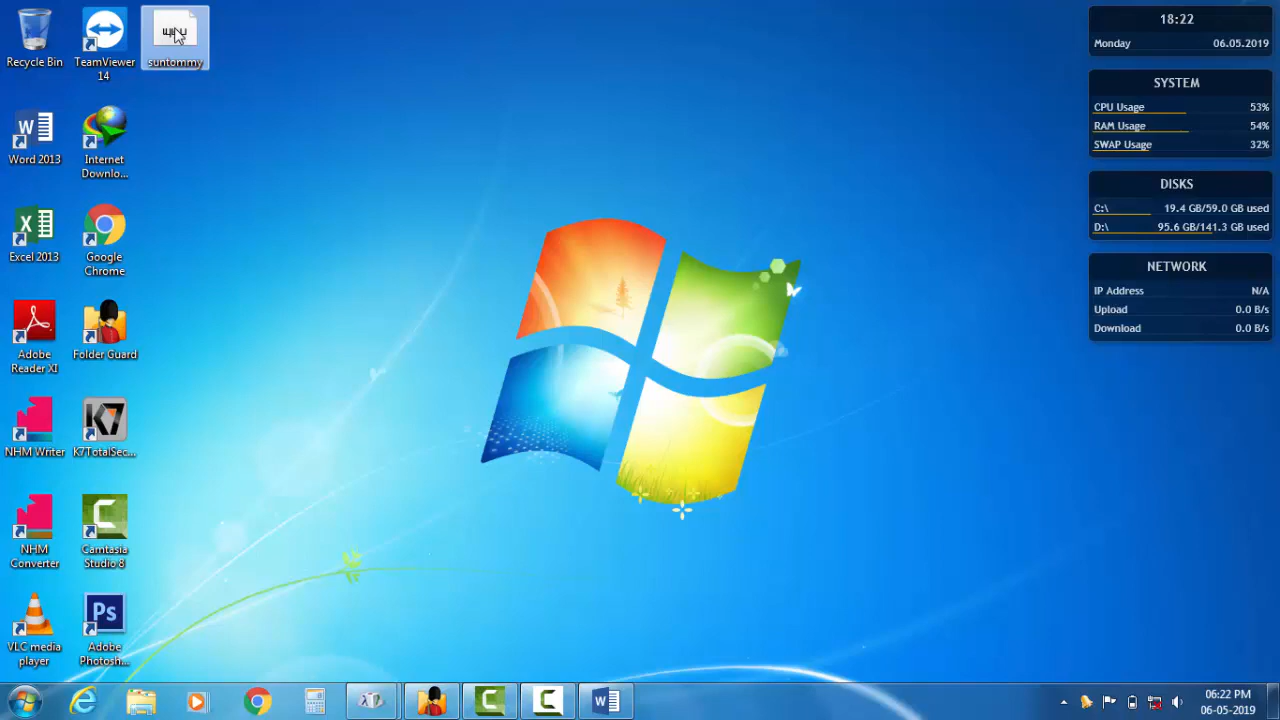 Recycle Bin
TeamViewer
14
suntommy
Word 2013
Internet
Downlo...
Excel 2013
Google
Chrome
Adobe
Reader XI
Folder Guard
NHM Writer
K7TotalSec...
NHM
Converter
Camtasia
Studio 8
VLC media
player
Ps
Adobe
Photosh...
18:22
Monday 06.05.2019
SYSTEM
CPU Usage 53%
RAM Usage 54%
SWAP Usage 32%
DISKS
C:\ 19.4 GB/59.0 GB used
D:\ 95.6 GB/141.3 GB used
NETWORK
IP Address N/A
Upload 0.0 B/s
Download 0.0 B/s
06:22 PM
06-05-2019